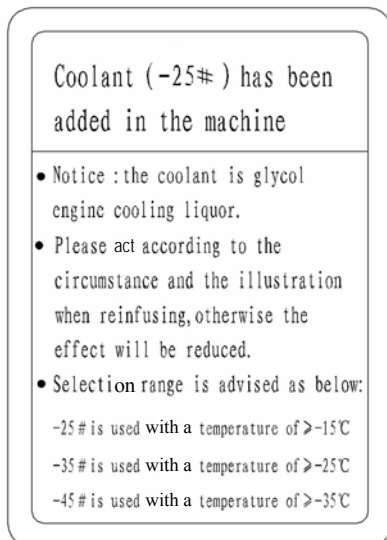 Coolant (-25#) has been
added in the machine
● Notice :the coolant is glycol
engine cooling liquor.
● Please act according to the
circumstance and the illustration
when reinfusing,otherwise the
effect will be reduced.
● Selection range is advised as below:
-25#is used with a temperature of ≥-15℃
-35#is used with a temperature of ≥-25℃
-45#is used with a temperature of ≥-35℃